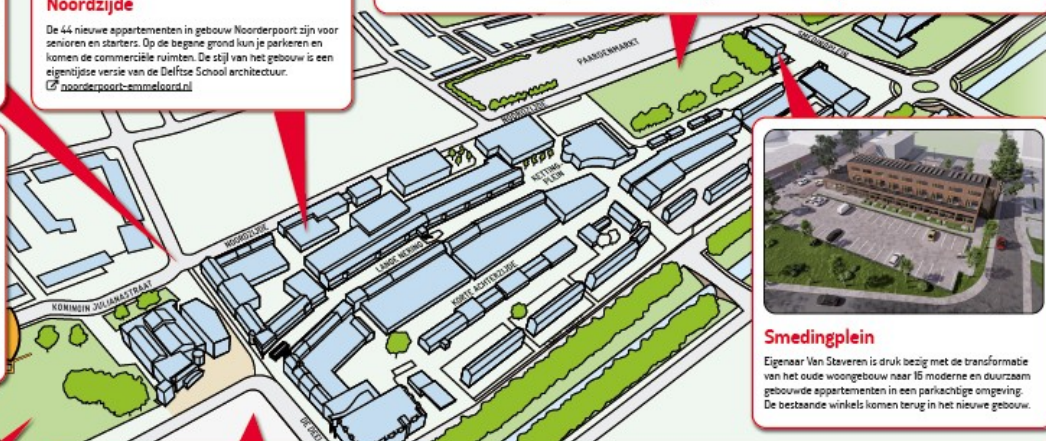 Noordzijde
De 44 nieuwe appartementen in gebouw Noorderpoort zijn voor
senioren en starters. Op de begane grond kun je parkeren en
komen de commerciële ruimten. De stijl van het gebouw is een
eigentijdse versie van de Delftse School architectuur.
noorderpoort-emmeloord.nl
PAARDENMARKT
SMEDINGPLEIN
NOORDZIJDE
KETTING-
PLEIN
NOORDZIJDE
LANGE NERING
KORTE ACHTERZIJDE
KONINGIN JULIANASTRAAT
Smedingplein
Eigenaar Van Staveren is druk bezig met de transformatie
van het oude woongebouw naar 16 moderne en duurzaam
gebouwde appartementen in een parkachtige omgeving.
De bestaande winkels komen terug in het nieuwe gebouw.